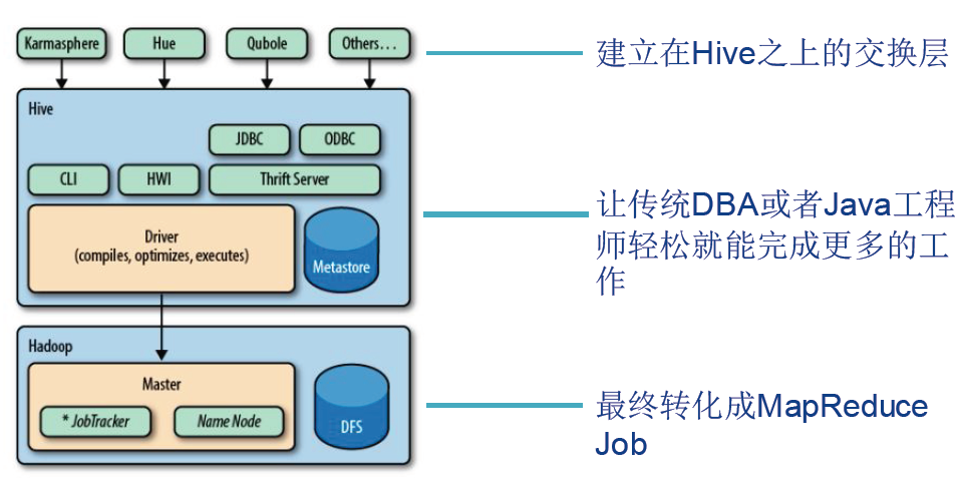 Karmasphere
Hue
Qubole
Others...
建立在Hive之上的交换层
Hive
JDBC
ODBC
CLI
HWI
Thrift Server
让传统DBA或者Java工程
师轻松就能完成更多的工
作
Driver
(compiles, optimizes, executes)
Metastore
Hadoop
Master
* JobTracker
Name Node
DFS
最终转化成MapReduce
Job